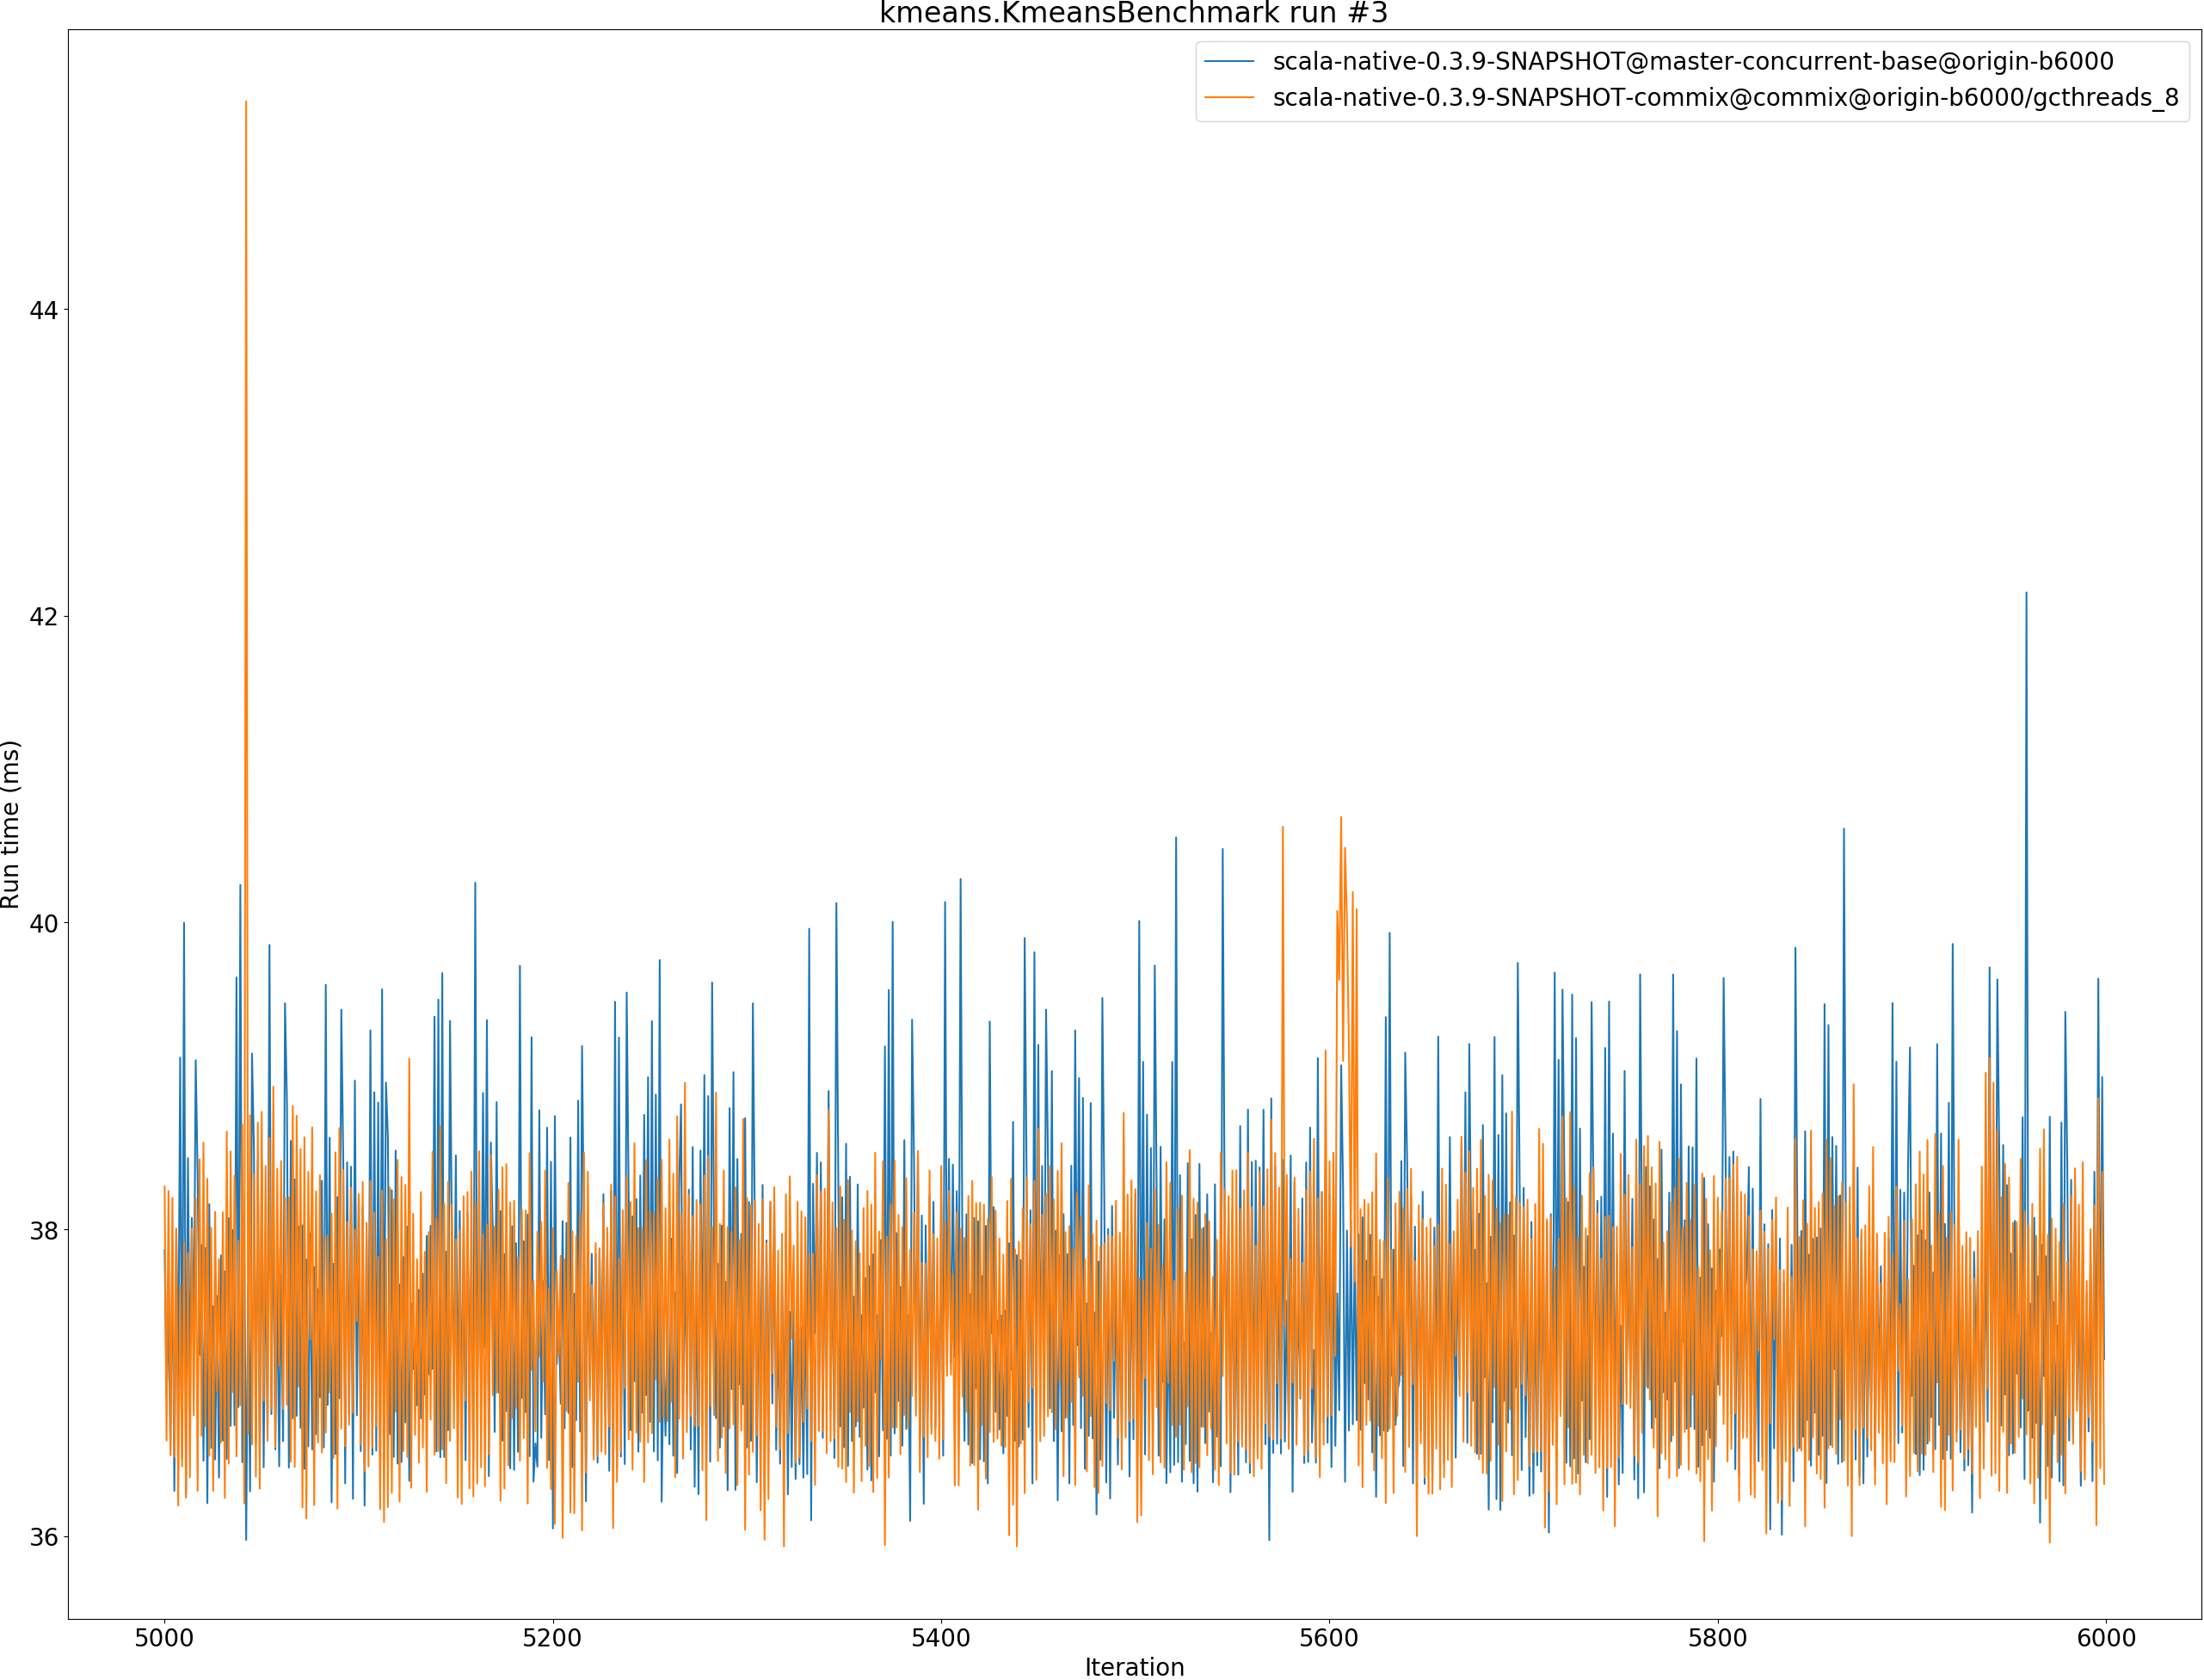 kmeans.KmeansBenchmark run #3
scala-native-0.3.9-SNAPSHOT@master-concurrent-base@origin-b6000
scala-native-0.3.9-SNAPSHOT-commix@commix@origin-b6000/gcthreads_8
44
42
40
38
36
Run time (ms)
5000 5200 5400 5600 5800 6000
Iteration